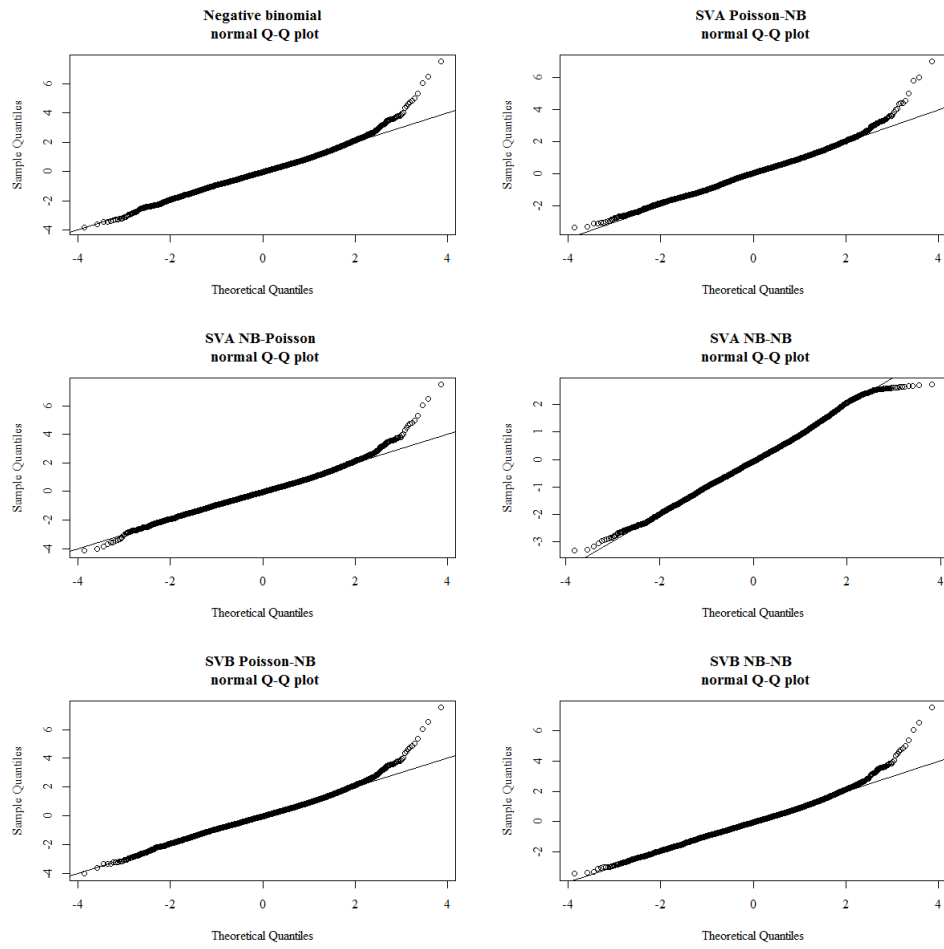 Negative binomial
normal Q-Q plot
Sample Quantiles
6
4
2
0
-2
-4
-4 -2 0 2 4
Theoretical Quantiles
SVA Poisson-NB
normal Q-Q plot
Sample Quantiles
6
4
2
0
-2
-4 -2 0 2 4
Theoretical Quantiles
SVA NB-Poisson
normal Q-Q plot
Sample Quantiles
6
4
2
0
-2
-4
-4 -2 0 2 4
Theoretical Quantiles
SVA NB-NB
normal Q-Q plot
Sample Quantiles
2
1
0
-1
-2
-3
-4 -2 0 2 4
Theoretical Quantiles
SVB Poisson-NB
normal Q-Q plot
Sample Quantiles
6
4
2
0
-2
-4
-4 -2 0 2 4
Theoretical Quantiles
SVB NB-NB
normal Q-Q plot
Sample Quantiles
6
4
2
0
-2
-4 -2 0 2 4
Theoretical Quantiles